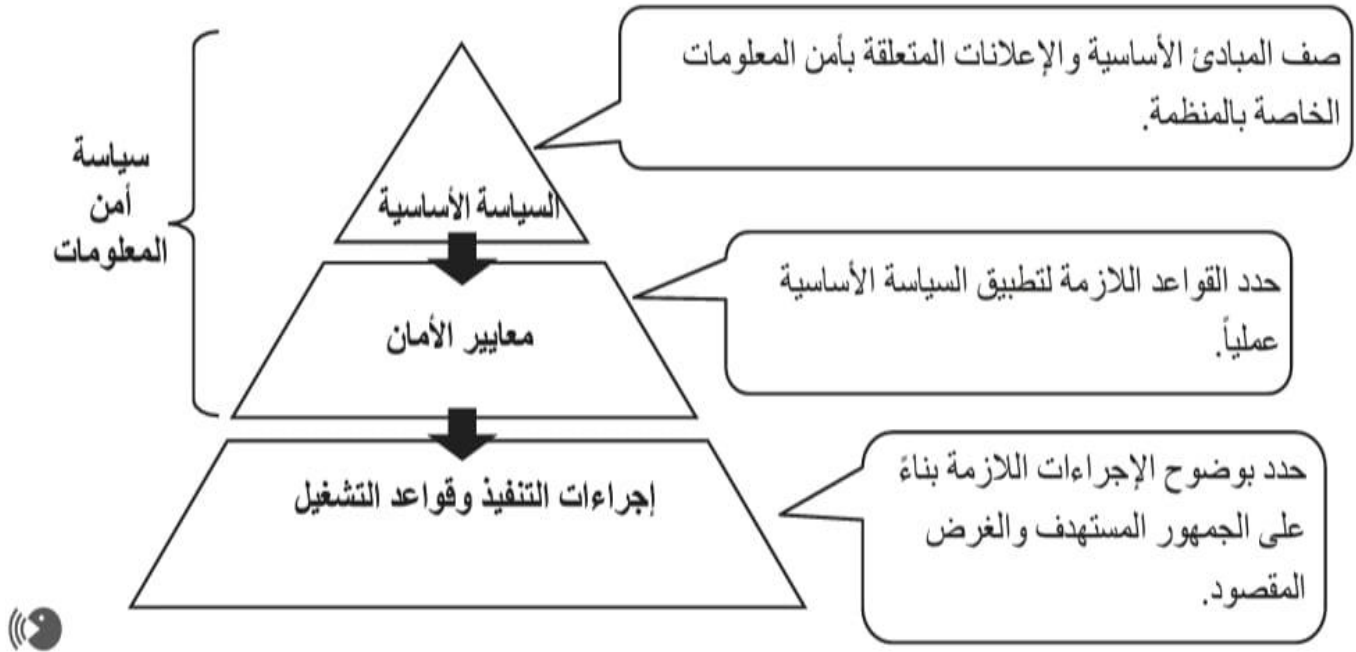 صف المبادئ الأساسية والإعلانات المتعلقة بأمن المعلومات
الخاصة بالمنظمة.
سياسة
أمن
المعلومات
السياسة الأساسية
حدد القواعد اللازمة لتطبيق السياسة الأساسية
عملياً.
معايير الأمان
حدد بوضوح الإجراءات اللازمة بناءً
على الجمهور المستهدف والغرض
المقصود.
إجراءات التنفيذ وقواعد التشغيل